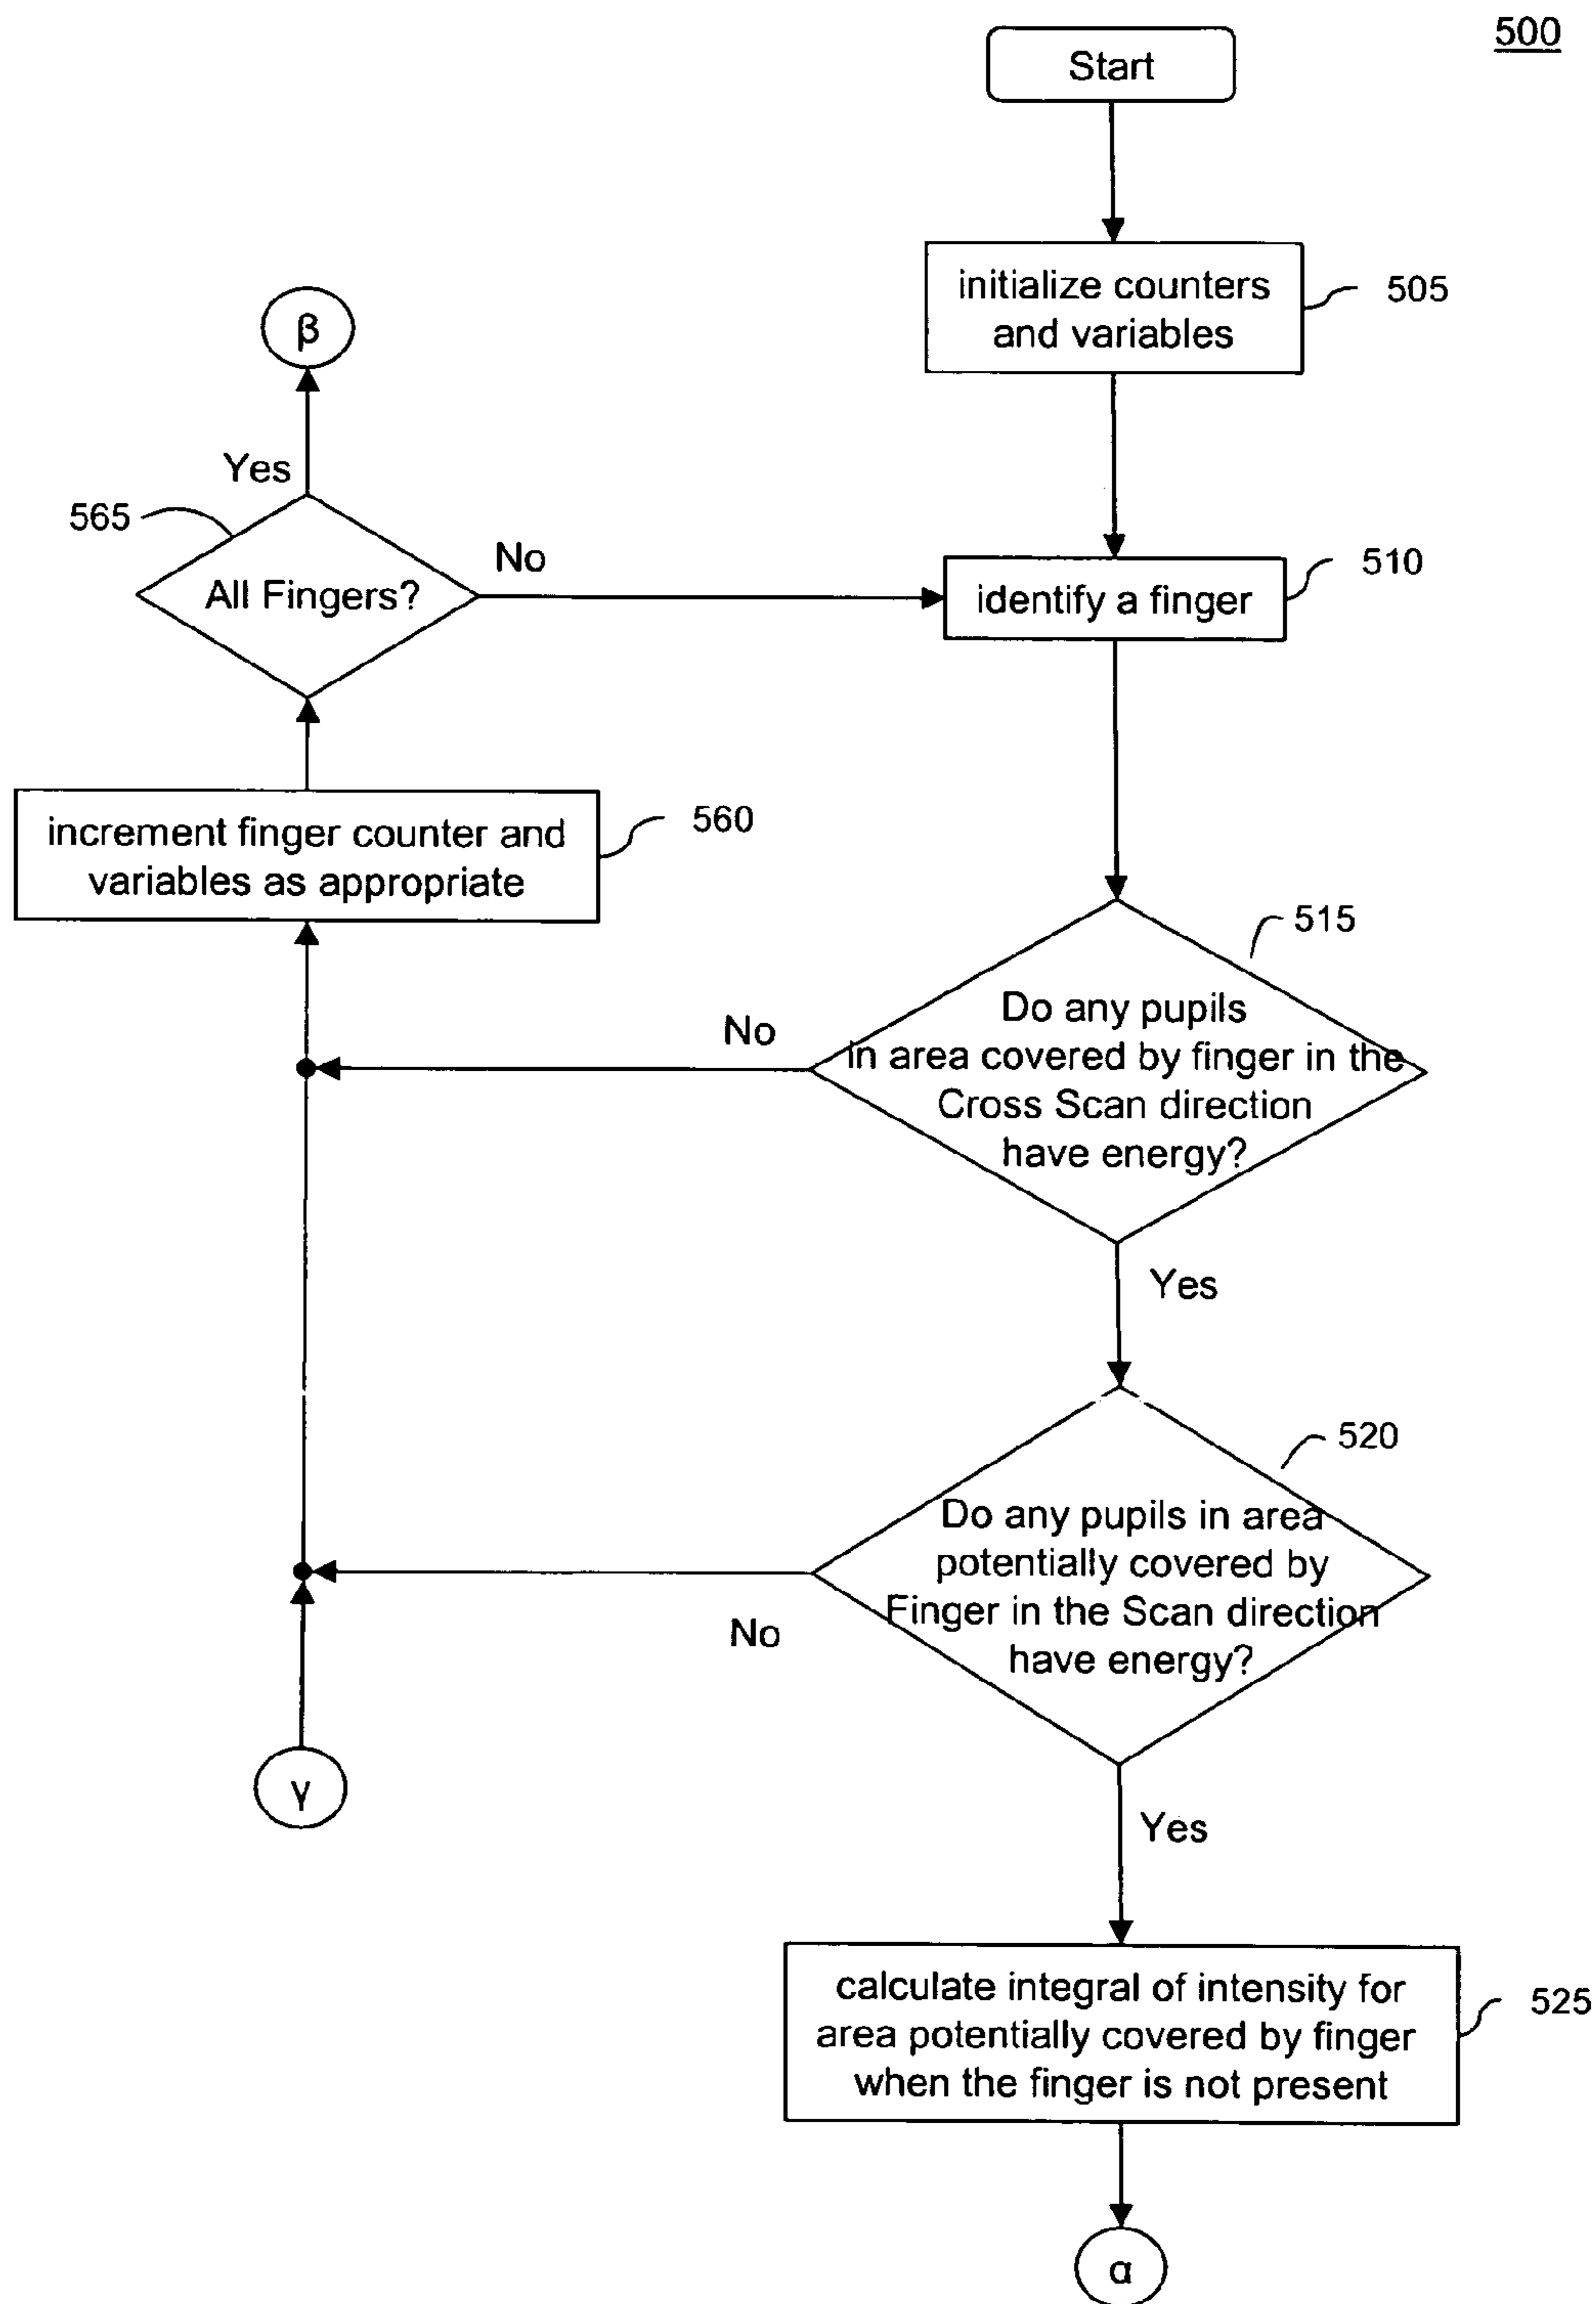 500
Start
initialize counters
and variables
505
β
Yes
565
All Fingers?
No
identify a finger
510
increment finger counter and
variables as appropriate
560
515
Do any pupils
in area covered by finger in the
Cross Scan direction
have energy?
No
Yes
520
Do any pupils in area
potentially covered by
Finger in the Scan direction
have energy?
No
γ
Yes
calculate integral of intensity for
area potentially covered by finger
when the finger is not present
525
α